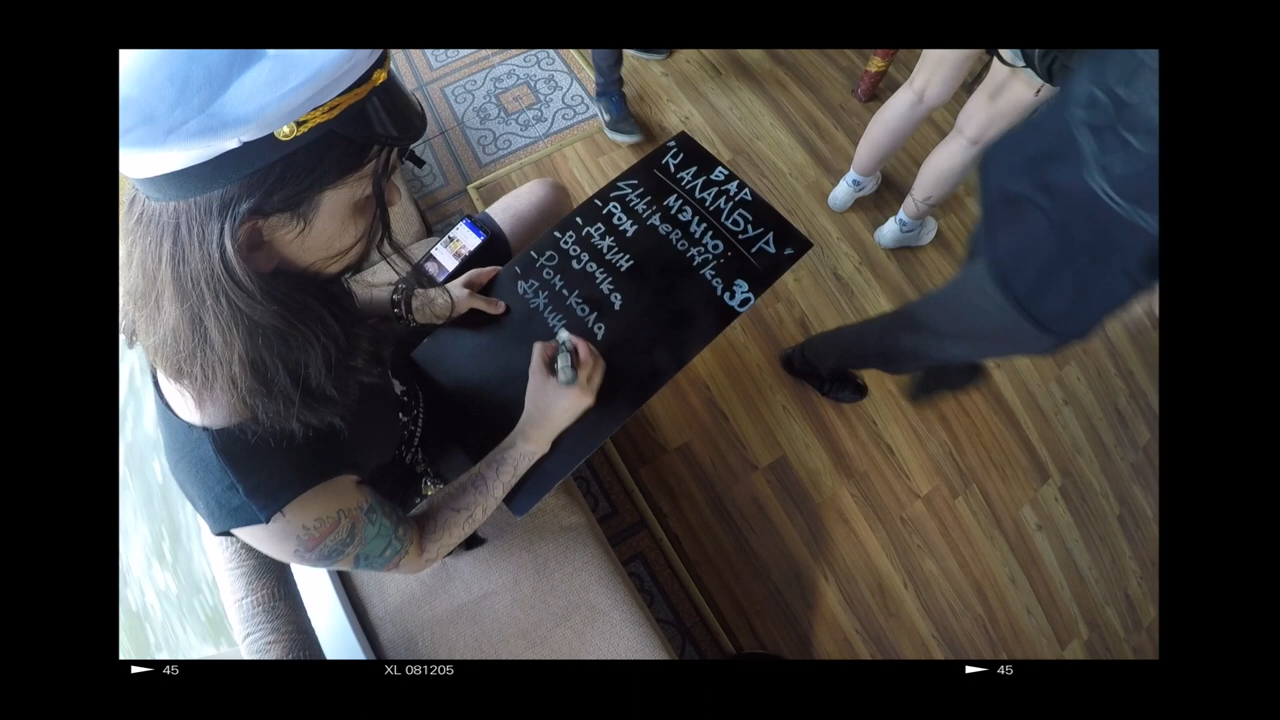 БАР
"КАЛАМБУР"
мэню:
Shkiperoffka 30
- РОМ
- ДЖИН
- Водочка
- Ром-Кола
- Джин
45
XL 081205
45